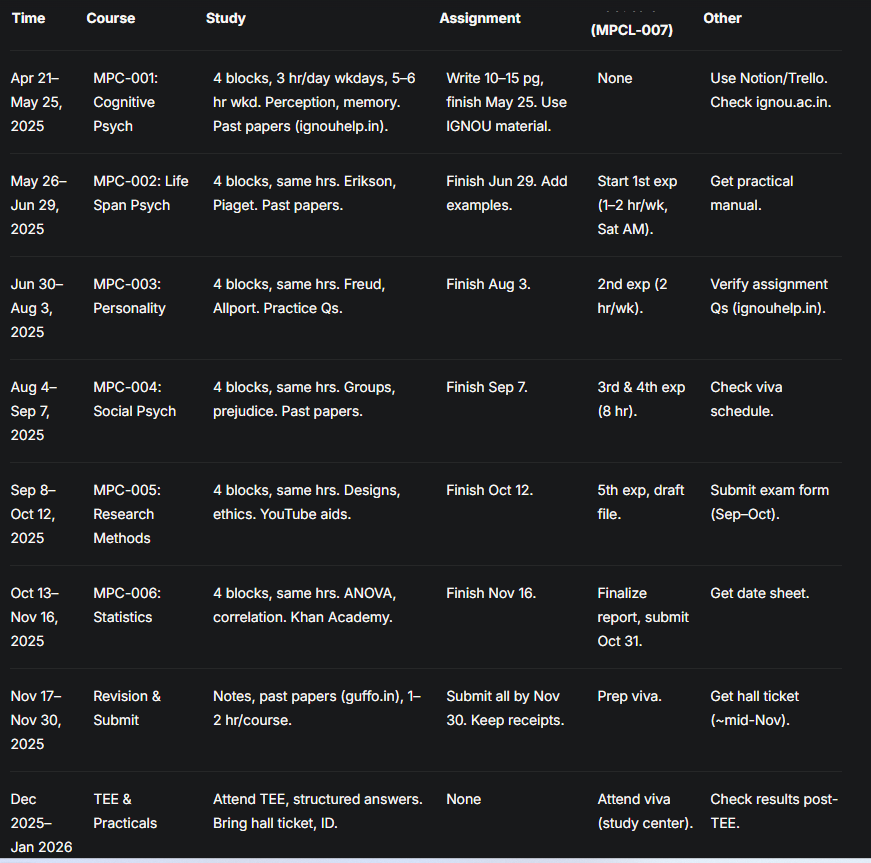 Time Course Study Assignment (MPCL-007) Other
Apr 21– MPC-001: 4 blocks, 3 hr/day wkdays, 5–6 Write 10–15 pg, None Use Notion/Trello.
May 25, Cognitive hr wkd. Perception, memory. finish May 25. Use Check ignou.ac.in.
2025 Psych Past papers (ignouhelp.in). IGNOU material.
May 26– MPC-002: Life 4 blocks, same hrs. Erikson, Finish Jun 29. Add Start 1st exp Get practical
Jun 29, Span Psych Piaget. Past papers. examples. (1–2 hr/wk, manual.
2025 Sat AM).
Jun 30– MPC-003: 4 blocks, same hrs. Freud, Finish Aug 3. 2nd exp (2 Verify assignment
Aug 3, Personality Allport. Practice Qs. hr/wk). Qs (ignouhelp.in).
2025
Aug 4– MPC-004: 4 blocks, same hrs. Groups, Finish Sep 7. 3rd & 4th exp Check viva
Sep 7, Social Psych prejudice. Past papers. (8 hr). schedule.
2025
Sep 8– MPC-005: 4 blocks, same hrs. Designs, Finish Oct 12. 5th exp, draft Submit exam form
Oct 12, Research ethics. YouTube aids. file. (Sep–Oct).
2025 Methods
Oct 13– MPC-006: 4 blocks, same hrs. ANOVA, Finish Nov 16. Finalize Get date sheet.
Nov 16, Statistics correlation. Khan Academy. report, submit
2025 Oct 31.
Nov 17– Revision & Notes, past papers (guffo.in), 1– Submit all by Nov Prep viva. Get hall ticket
Nov 30, Submit 2 hr/course. 30. Keep receipts. (~mid-Nov).
2025
Dec TEE & Attend TEE, structured answers. None Attend viva Check results post-
2025– Practicals Bring hall ticket, ID. (study center). TEE.
Jan 2026